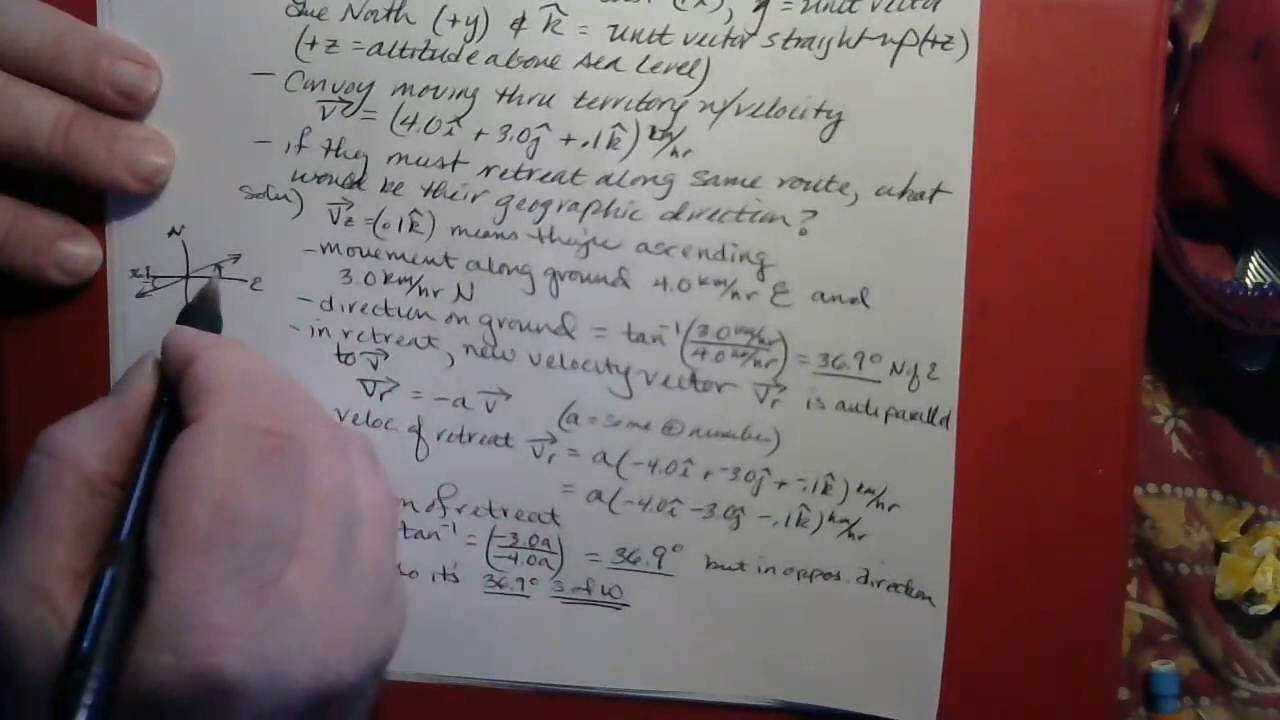 (+x), ŷ = unit vector
Due North (+y) & k̂ = unit vector straight up (+z)
(+z = altitude above sea level)
- Convoy moving thru territory w/velocity
v⃗ = (4.0î + 3.0ĵ + .1k̂) km/hr
- if they must retreat along same route, what
would be their geographic direction?
soln) v⃗z = (.1k̂) means they're ascending
- movement along ground 4.0 km/hr E and
3.0 km/hr N
- direction on ground = tan⁻¹(3.0 km/hr / 4.0 km/hr) = 36.9° N of E
- in retreat, new velocity vector v⃗r is antiparallel
to v⃗
v⃗r = -a v⃗ (a = some ⊕ number)
veloc of retreat v⃗r = a(-4.0î + -3.0ĵ + -.1k̂) km/hr
= a(-4.0î - 3.0ĵ - .1k̂) km/hr
n of retreat
tan⁻¹ = (-3.0a / -4.0a) = 36.9° but in oppos. direction
so it's 36.9° S of W
N
E